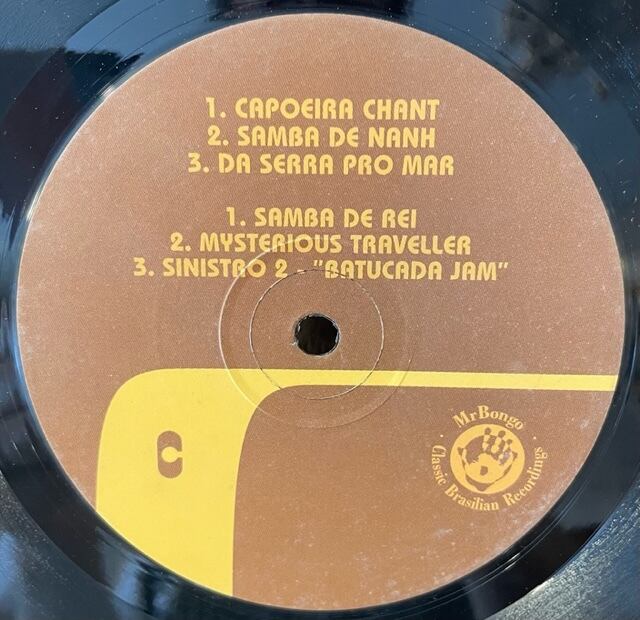 1. CAPOEIRA CHANT
2. SAMBA DE NANH
3. DA SERRA PRO MAR
1. SAMBA DE REI
2. MYSTERIOUS TRAVELLER
3. SINISTRO 2 - "BATUCADA JAM"
C
MrBongo
· Classic Brasilian Recordings ·